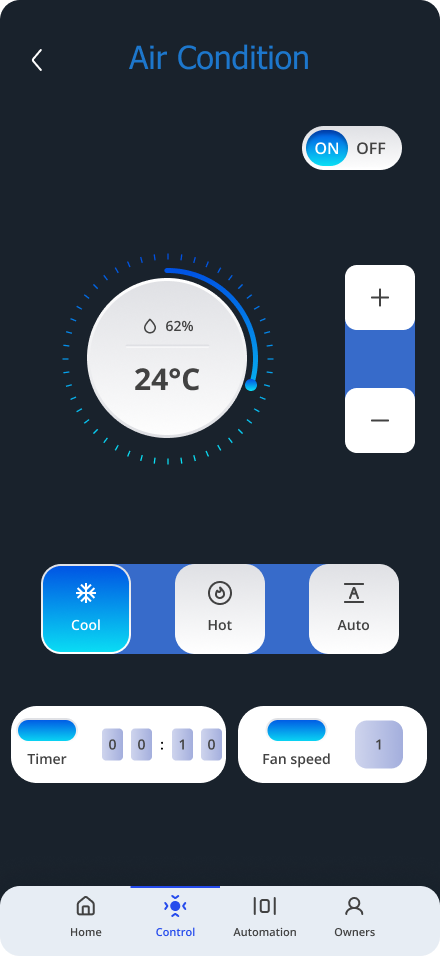 Air Condition
ON OFF
62%
24°C
Cool Hot Auto
0 0 : 1 0 1
Timer Fan speed
Home Control Automation Owners